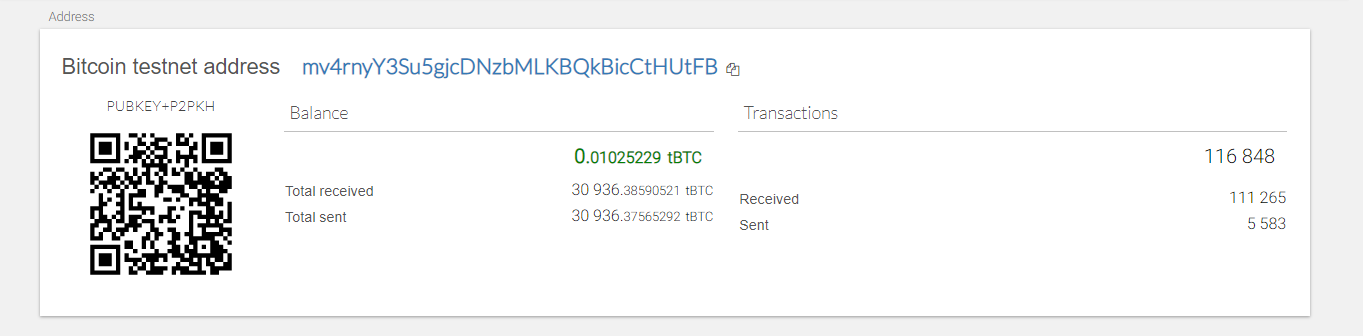 Address
Bitcoin testnet address mv4rnyY3Su5gjcDNzbMLKBQkBicCtHUtFB
PUBKEY+P2PKH
Balance
0.01025229 tBTC
Total received 30 936.38590521 tBTC
Total sent 30 936.37565292 tBTC
Transactions
116 848
Received 111 265
Sent 5 583